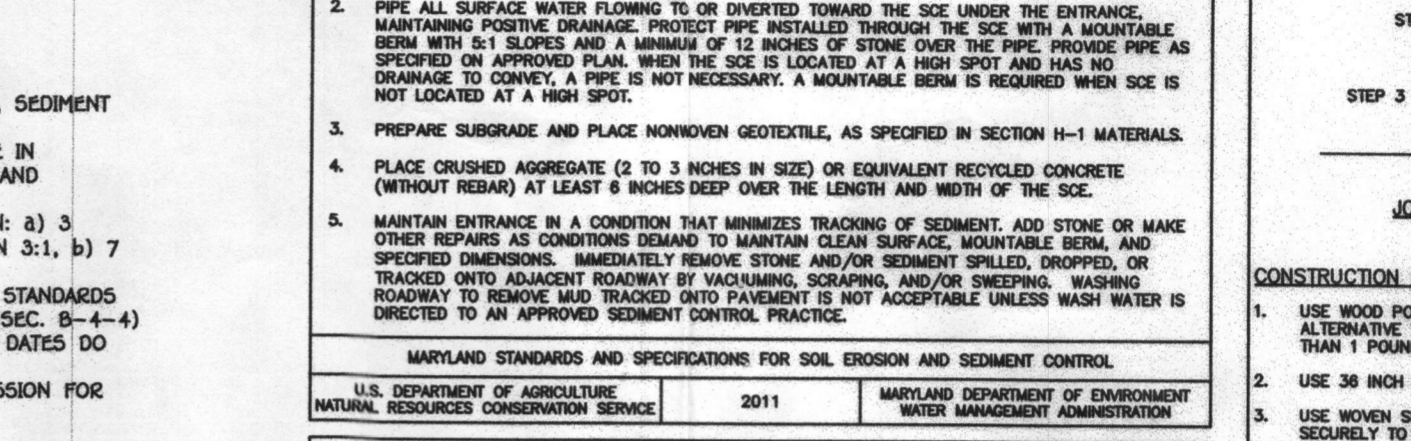 SEDIMENT
E IN
AND
N: a) 3
N 3:1, b) 7
STANDARDS
SEC. B-4-4)
DATES DO
SSION FOR
2. PIPE ALL SURFACE WATER FLOWING TO OR DIVERTED TOWARD THE SCE UNDER THE ENTRANCE,
MAINTAINING POSITIVE DRAINAGE. PROTECT PIPE INSTALLED THROUGH THE SCE WITH A MOUNTABLE
BERM WITH 5:1 SLOPES AND A MINIMUM OF 12 INCHES OF STONE OVER THE PIPE. PROVIDE PIPE AS
SPECIFIED ON APPROVED PLAN. WHEN THE SCE IS LOCATED AT A HIGH SPOT AND HAS NO
DRAINAGE TO CONVEY, A PIPE IS NOT NECESSARY. A MOUNTABLE BERM IS REQUIRED WHEN SCE IS
NOT LOCATED AT A HIGH SPOT.
3. PREPARE SUBGRADE AND PLACE NONWOVEN GEOTEXTILE, AS SPECIFIED IN SECTION H-1 MATERIALS.
4. PLACE CRUSHED AGGREGATE (2 TO 3 INCHES IN SIZE) OR EQUIVALENT RECYCLED CONCRETE
(WITHOUT REBAR) AT LEAST 6 INCHES DEEP OVER THE LENGTH AND WIDTH OF THE SCE.
5. MAINTAIN ENTRANCE IN A CONDITION THAT MINIMIZES TRACKING OF SEDIMENT. ADD STONE OR MAKE
OTHER REPAIRS AS CONDITIONS DEMAND TO MAINTAIN CLEAN SURFACE, MOUNTABLE BERM, AND
SPECIFIED DIMENSIONS. IMMEDIATELY REMOVE STONE AND/OR SEDIMENT SPILLED, DROPPED, OR
TRACKED ONTO ADJACENT ROADWAY BY VACUUMING, SCRAPING, AND/OR SWEEPING. WASHING
ROADWAY TO REMOVE MUD TRACKED ONTO PAVEMENT IS NOT ACCEPTABLE UNLESS WASH WATER IS
DIRECTED TO AN APPROVED SEDIMENT CONTROL PRACTICE.
MARYLAND STANDARDS AND SPECIFICATIONS FOR SOIL EROSION AND SEDIMENT CONTROL
U.S. DEPARTMENT OF AGRICULTURE
NATURAL RESOURCES CONSERVATION SERVICE
2011
MARYLAND DEPARTMENT OF ENVIRONMENT
WATER MANAGEMENT ADMINISTRATION
ST
STEP 3
JO
CONSTRUCTION
1. USE WOOD PO
ALTERNATIVE
THAN 1 POUN
2. USE 36 INCH
3. USE WOVEN S
SECURELY TO